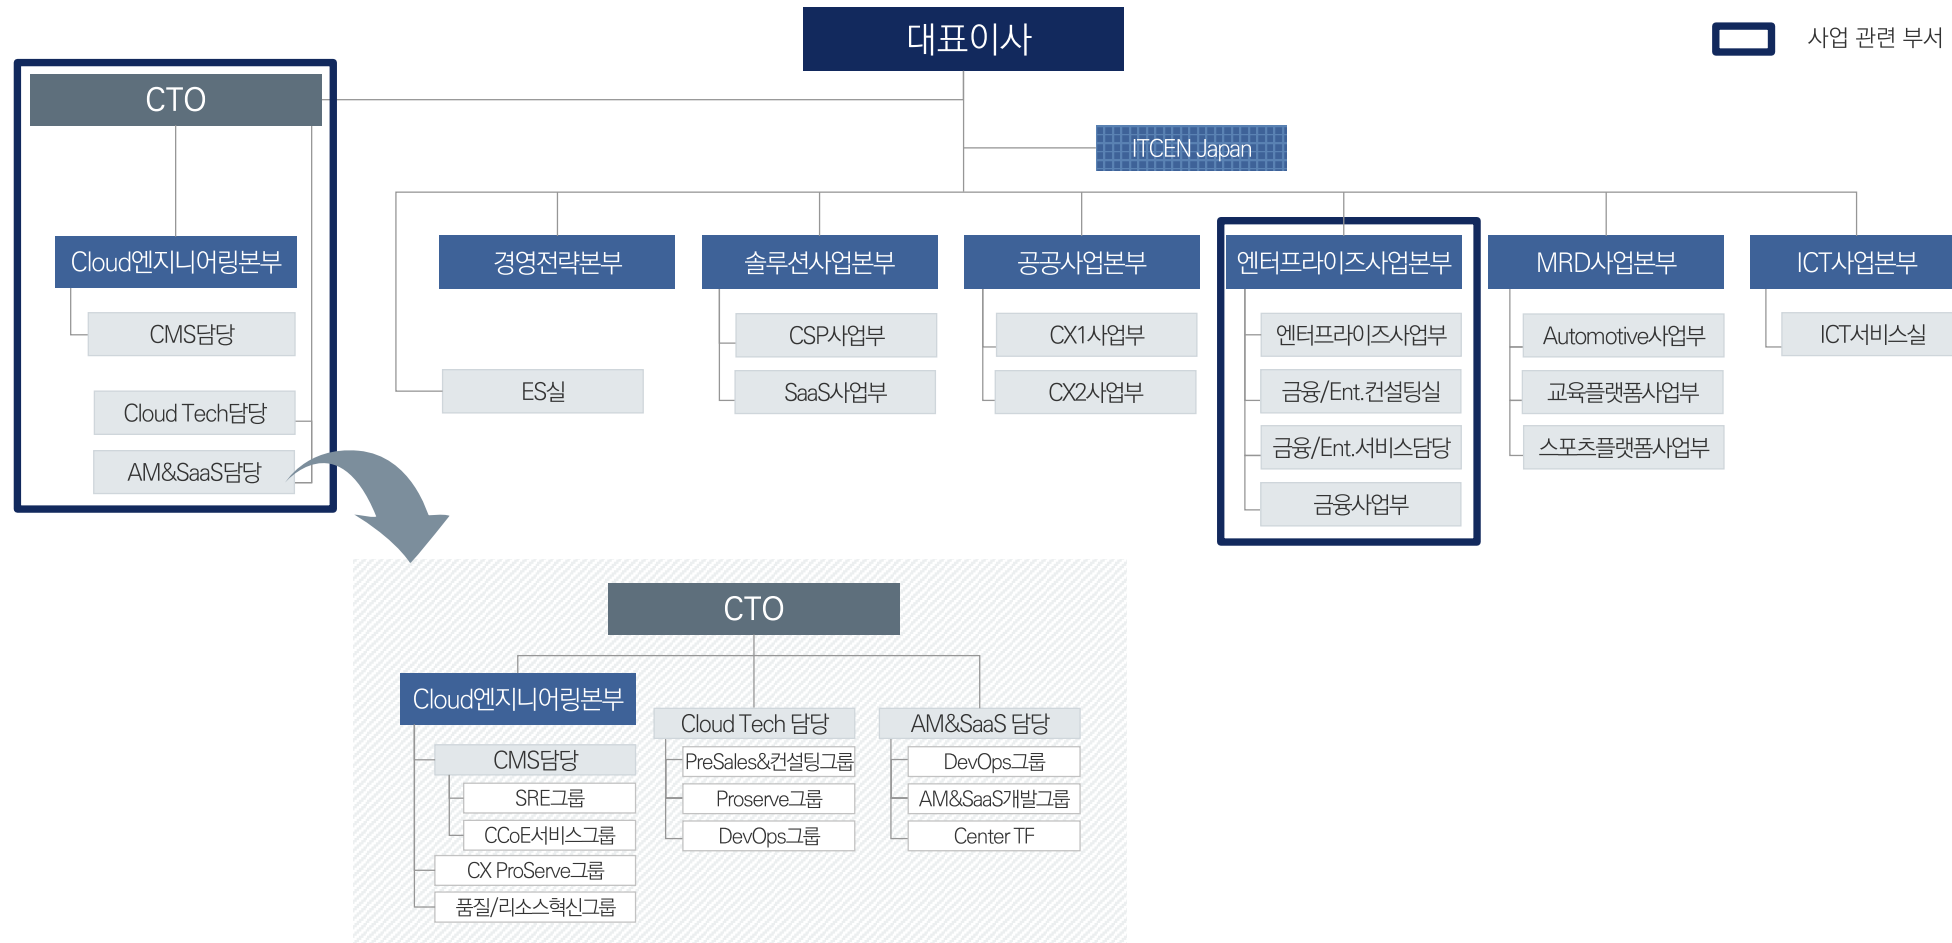 대표이사
사업 관련 부서
CTO
ITCEN Japan
Cloud엔지니어링본부
경영전략본부
솔루션사업본부
공공사업본부
엔터프라이즈사업본부
MRD사업본부
ICT사업본부
CMS담당
Cloud Tech담당
AM&SaaS담당
ES실
CSP사업부
SaaS사업부
CX1사업부
CX2사업부
엔터프라이즈사업부
금융/Ent.컨설팅실
금융/Ent.서비스담당
금융사업부
Automotive사업부
교육플랫폼사업부
스포츠플랫폼사업부
ICT서비스실
CTO
Cloud엔지니어링본부
CMS담당
SRE그룹
CCoE서비스그룹
CX ProServe그룹
품질/리소스혁신그룹
Cloud Tech 담당
PreSales&컨설팅그룹
Proserve그룹
DevOps그룹
AM&SaaS 담당
DevOps그룹
AM&SaaS개발그룹
Center TF